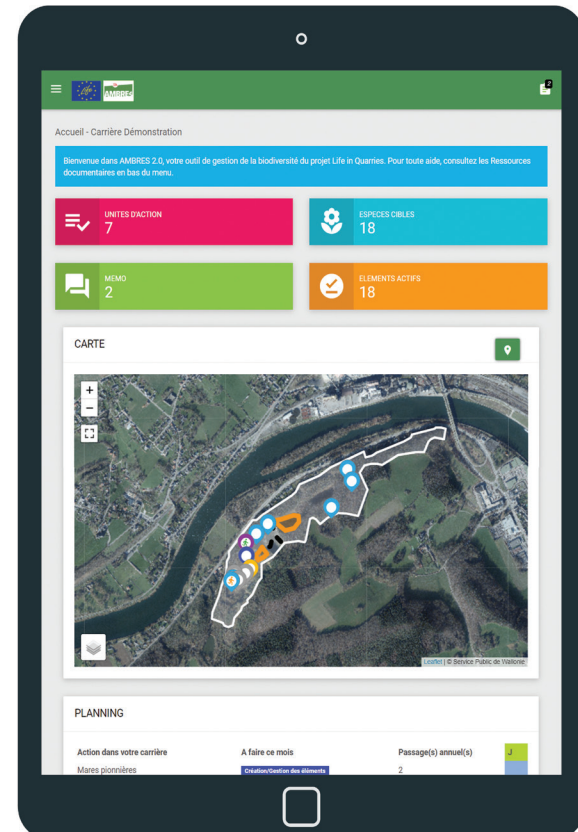 Life
AMBRES
2
Accueil - Carrière Démonstration
Bienvenue dans AMBRES 2.0, votre outil de gestion de la biodiversité du projet Life in Quarries. Pour toute aide, consultez les Ressources
documentaires en bas du menu.
UNITES D'ACTION
7
ESPECES CIBLES
18
MEMO
2
ELEMENTS ACTIFS
18
CARTE
+
−
Leaflet | © Service Public de Wallonie
PLANNING
Action dans votre carrière A faire ce mois Passage(s) annuel(s) J
Mares pionnières Création/Gestion des éléments 2